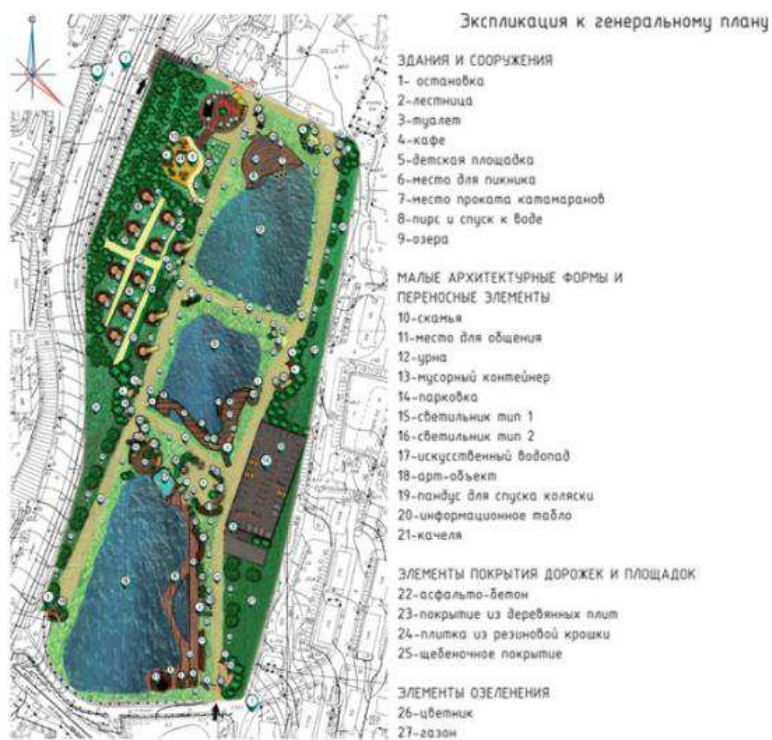 Экспликация к генеральному плану
ЗДАНИЯ И СООРУЖЕНИЯ
1- остановка
2-лестница
3-туалет
4-кафе
5-детская площадка
6-место для пикника
7-место проката катамаранов
8-пирс и спуск к воде
9-озера
МАЛЫЕ АРХИТЕКТУРНЫЕ ФОРМЫ И
ПЕРЕНОСНЫЕ ЭЛЕМЕНТЫ
10-скамья
11-место для общения
12-урна
13-мусорный контейнер
14-парковка
15-светильник тип 1
16-светильник тип 2
17-искусственный водопад
18-арт-объект
19-пандус для спуска коляски
20-информационное табло
21-качеля
ЭЛЕМЕНТЫ ПОКРЫТИЯ ДОРОЖЕК И ПЛОЩАДОК
22-асфальто-бетон
23-покрытие из деревянных плит
24-плитка из резиновой крошки
25-щебеночное покрытие
ЭЛЕМЕНТЫ ОЗЕЛЕНЕНИЯ
26-цветник
27-газон